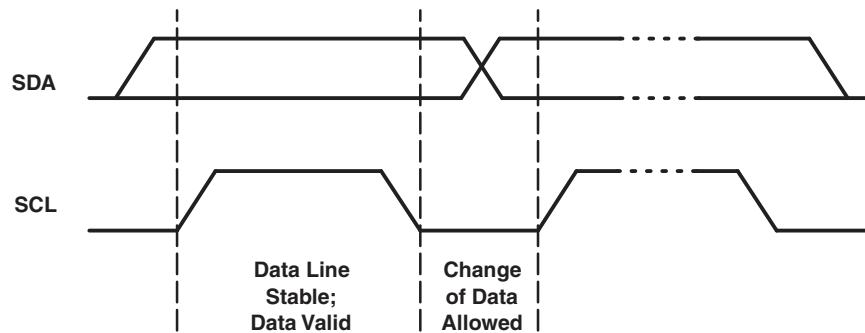 SDA
SCL
Data Line
Stable;
Data Valid
Change
of Data
Allowed